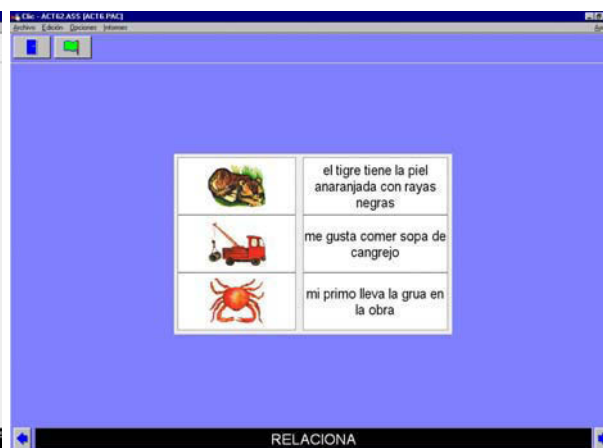 Clic - ACT62.ASS [ACT6.PAC]
Archivo Edición Opciones Informes
el tigre tiene la piel
anaranjada con rayas
negras
me gusta comer sopa de
cangrejo
mi primo lleva la grua en
la obra
RELACIONA